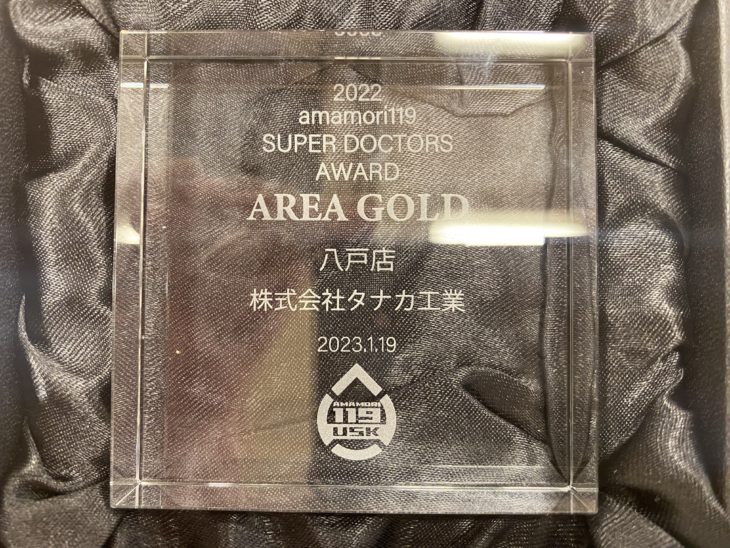 2022
amamori119
SUPER DOCTORS
AWARD
AREA GOLD
八戸店
株式会社タナカ工業
2023.1.19
AMAMORI
119
USK